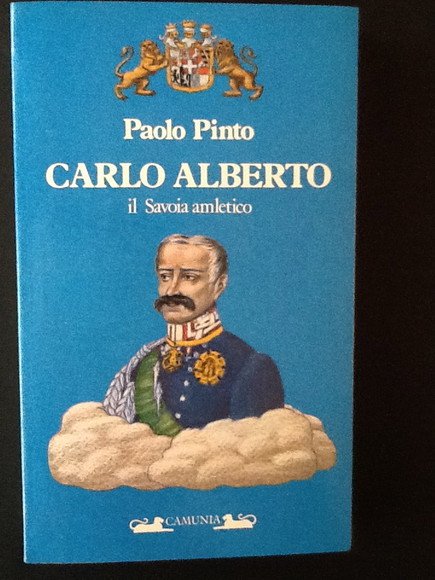 Paolo Pinto
CARLO ALBERTO
il Savoia amletico
CAMUNIA